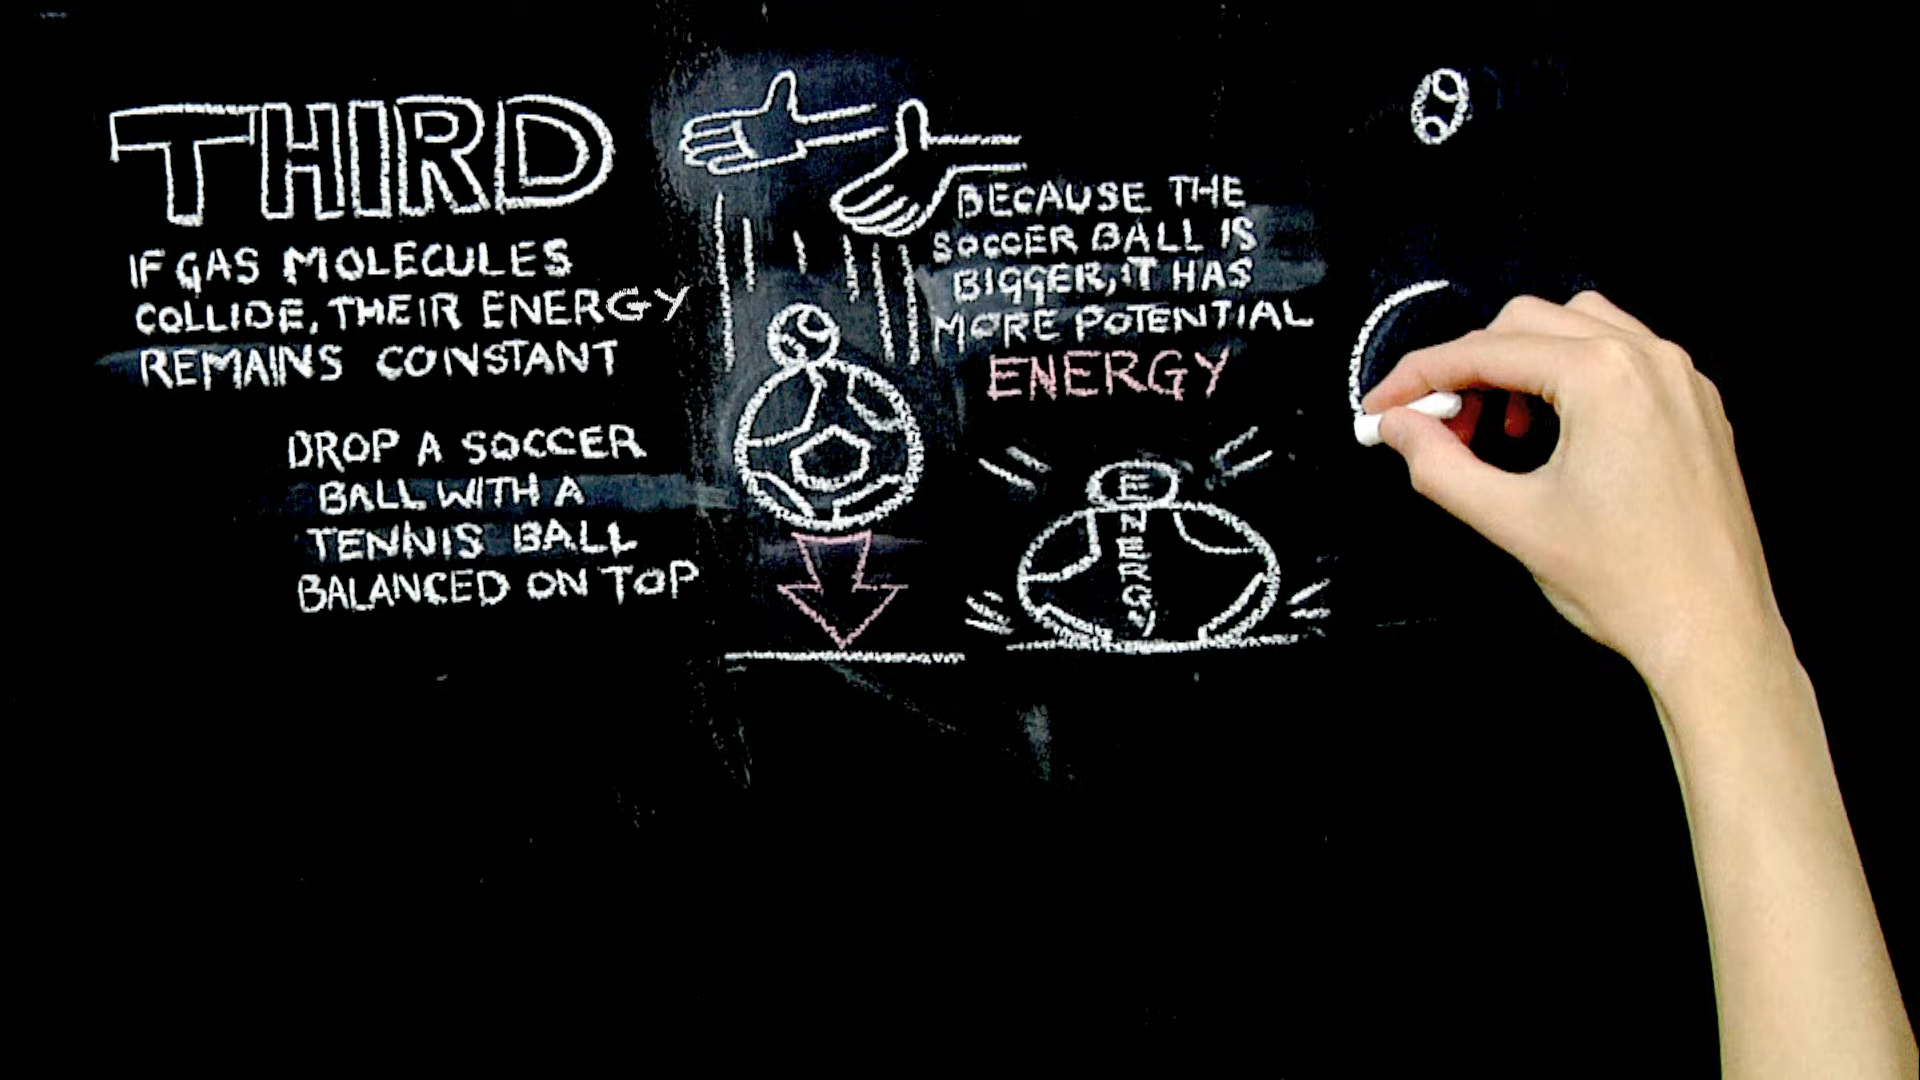 THIRD
IF GAS MOLECULES
COLLIDE, THEIR ENERGY
REMAINS CONSTANT
DROP A SOCCER
BALL WITH A
TENNIS BALL
BALANCED ON TOP
BECAUSE THE
SOCCER BALL IS
BIGGER, IT HAS
MORE POTENTIAL
ENERGY
ENERGY